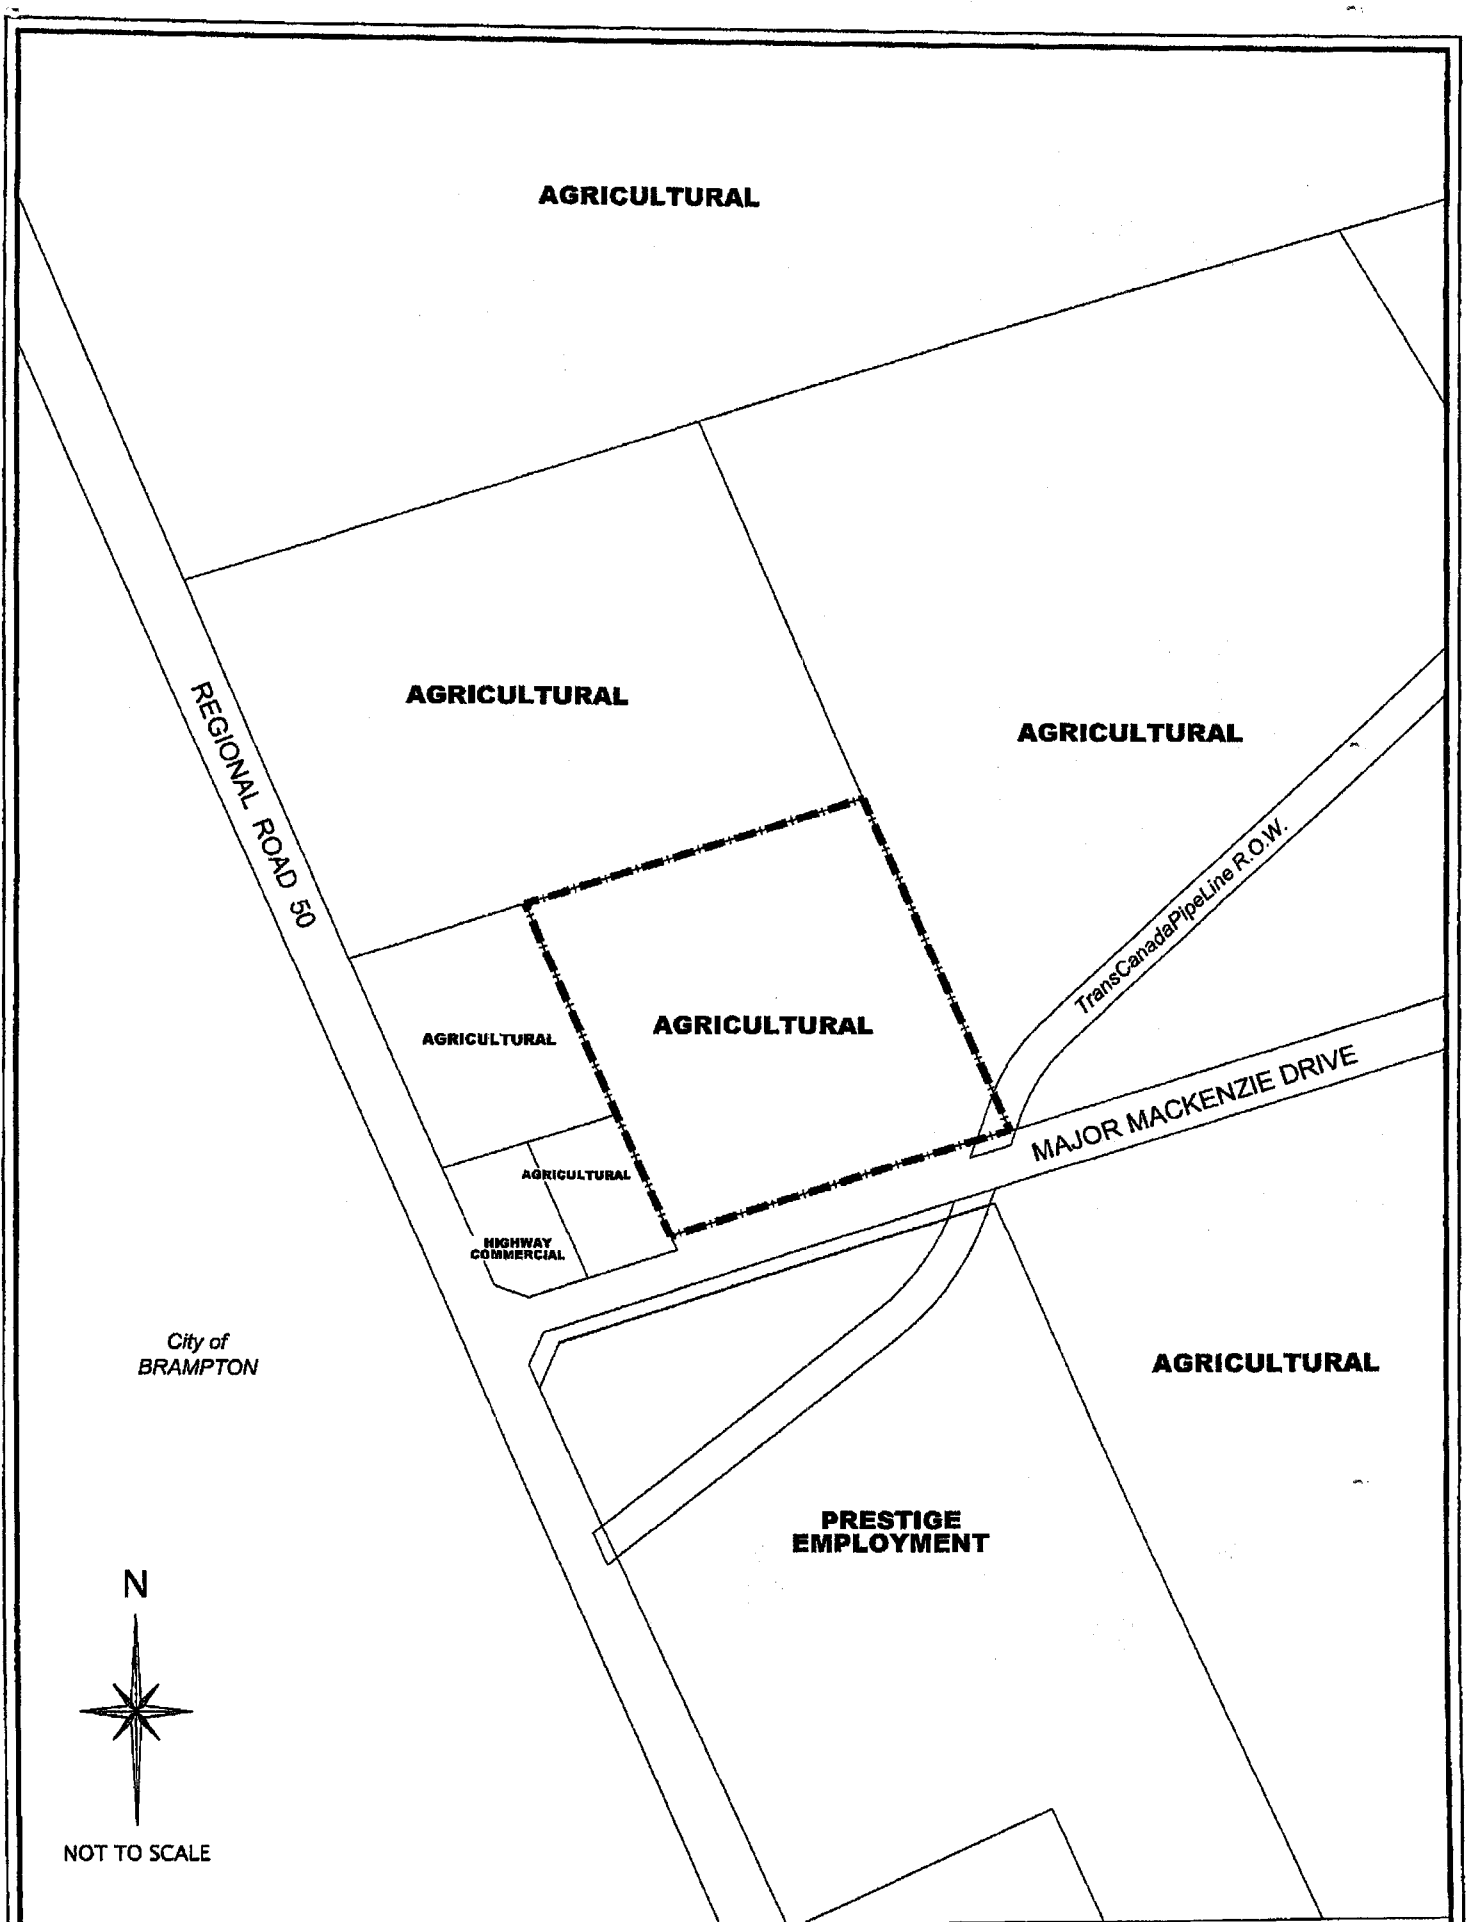 AGRICULTURAL
AGRICULTURAL
AGRICULTURAL
REGIONAL ROAD 50
TransCanadaPipeLine R.O.W.
AGRICULTURAL
AGRICULTURAL
MAJOR MACKENZIE DRIVE
AGRICULTURAL
HIGHWAY
COMMERCIAL
City of
BRAMPTON
AGRICULTURAL
PRESTIGE
EMPLOYMENT
N
NOT TO SCALE